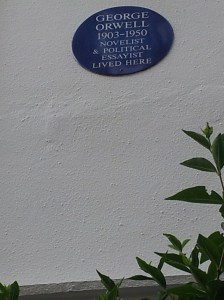 GEORGE
ORWELL
1903-1950
NOVELIST
& POLITICAL
ESSAYIST
LIVED HERE